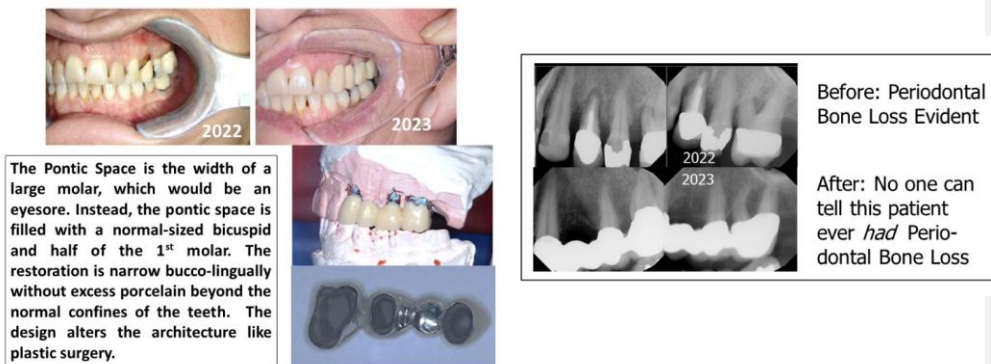 2022
2023
The Pontic Space is the width of a
large molar, which would be an
eyesore. Instead, the pontic space is
filled with a normal-sized bicuspid
and half of the 1st molar. The
restoration is narrow bucco-lingually
without excess porcelain beyond the
normal confines of the teeth. The
design alters the architecture like
plastic surgery.
2022
2023
Before: Periodontal
Bone Loss Evident
After: No one can
tell this patient
ever had Perio-
dontal Bone Loss